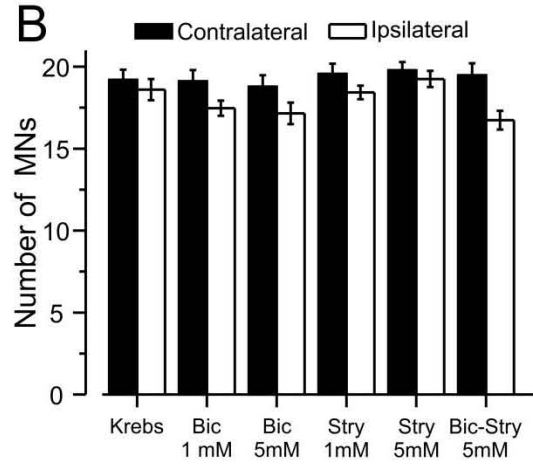 B
Contralateral Ipsilateral
Number of MNs
20
15
10
5
0
Krebs Bic Bic Stry Stry Bic-Stry
1 mM 5mM 1mM 5mM 5mM